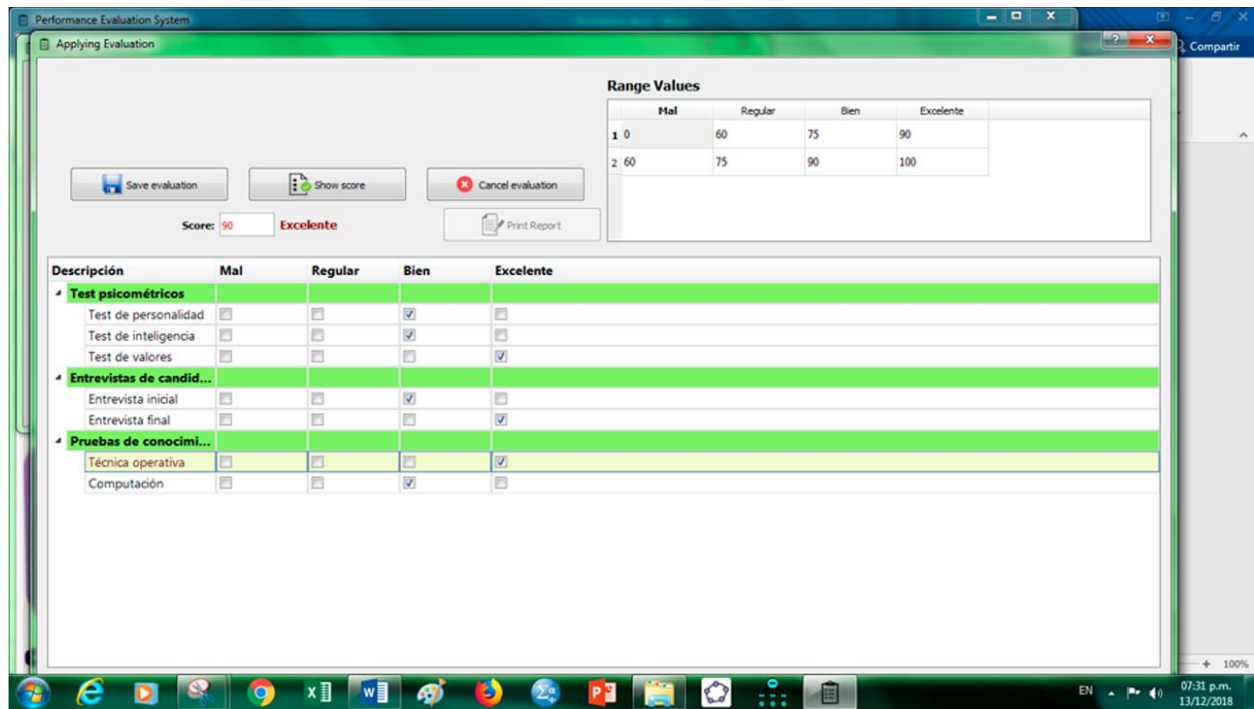 Performance Evaluation System
Compartir
Applying Evaluation
Range Values
Mal Regular Bien Excelente
1 0 60 75 90
2 60 75 90 100
Save evaluation Show score Cancel evaluation
Score: 90 Excelente Print Report
Descripción Mal Regular Bien Excelente
Test psicométricos
Test de personalidad
Test de inteligencia
Test de valores
Entrevistas de candid...
Entrevista inicial
Entrevista final
Pruebas de conocimi...
Técnica operativa
Computación
100%
EN 07:31 p.m.
13/12/2018